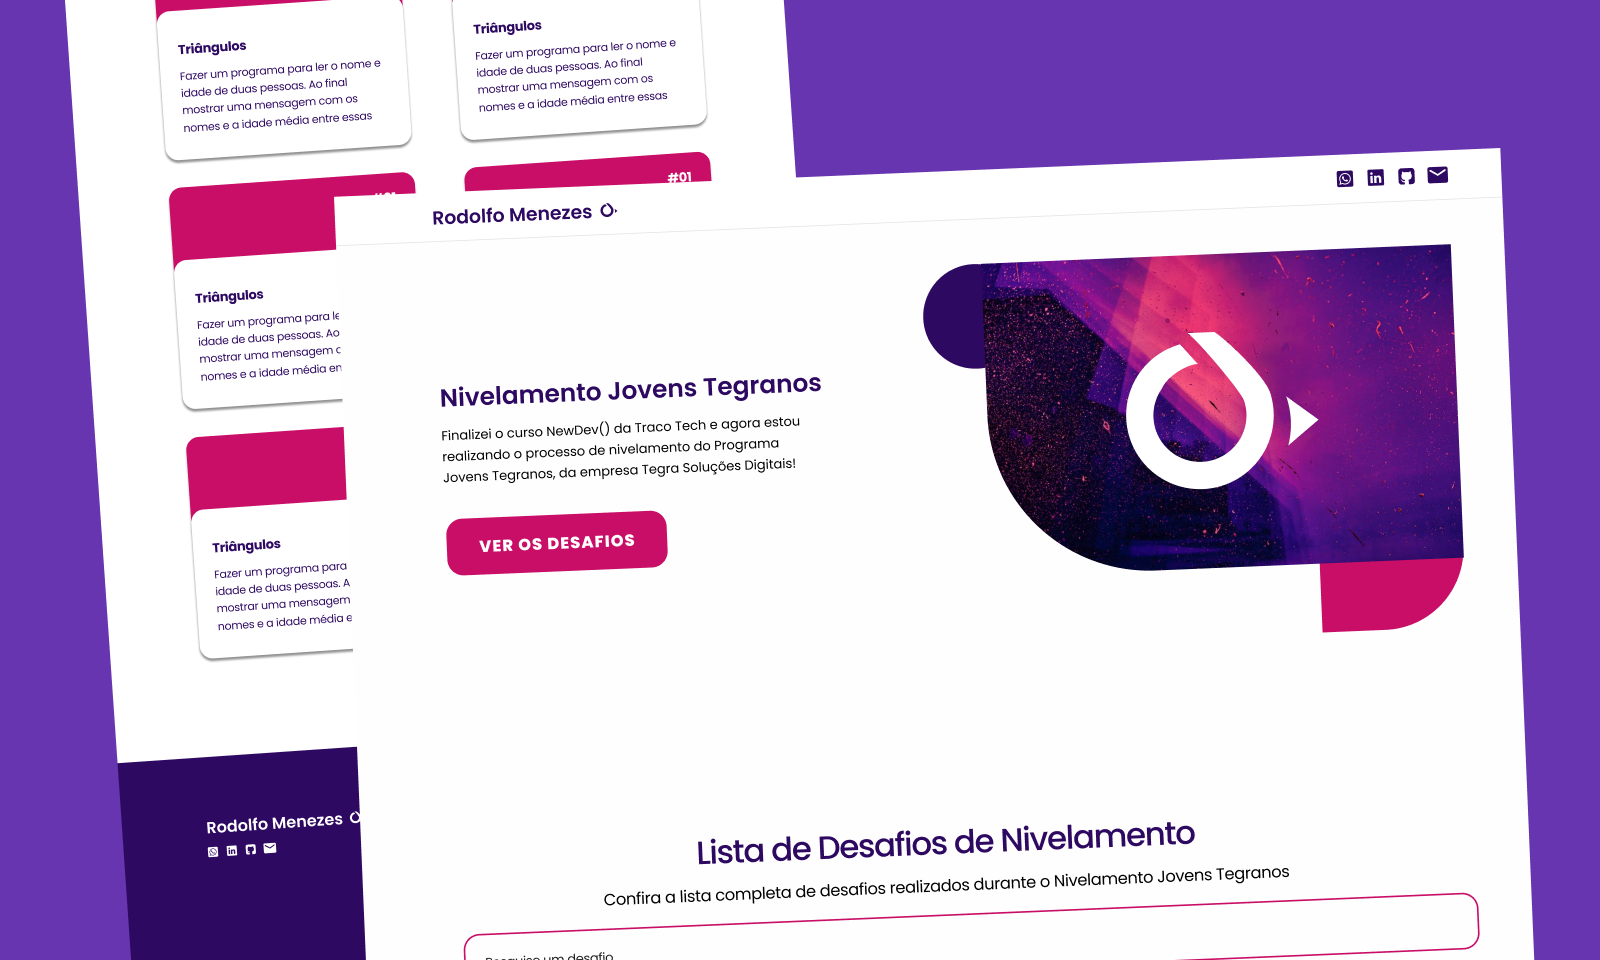 Triângulos
Fazer um programa para ler o nome e
idade de duas pessoas. Ao final
mostrar uma mensagem com os
nomes e a idade média entre essas
Triângulos
Fazer um programa para ler o nome e
idade de duas pessoas. Ao final
mostrar uma mensagem com os
nomes e a idade média entre essas
#01
Triângulos
Fazer um programa para
idade de duas pessoas. Ao
mostrar uma mensagem
nomes e a idade média
Triângulos
Fazer um programa para
idade de duas pessoas. A
mostrar uma mensagem
nomes e a idade média e
Rodolfo Menezes
Rodolfo Menezes
Nivelamento Jovens Tegranos
Finalizei o curso NewDev() da Traco Tech e agora estou
realizando o processo de nivelamento do Programa
Jovens Tegranos, da empresa Tegra Soluções Digitais!
VER OS DESAFIOS
Lista de Desafios de Nivelamento
Confira a lista completa de desafios realizados durante o Nivelamento Jovens Tegranos
Pesquise um desafio